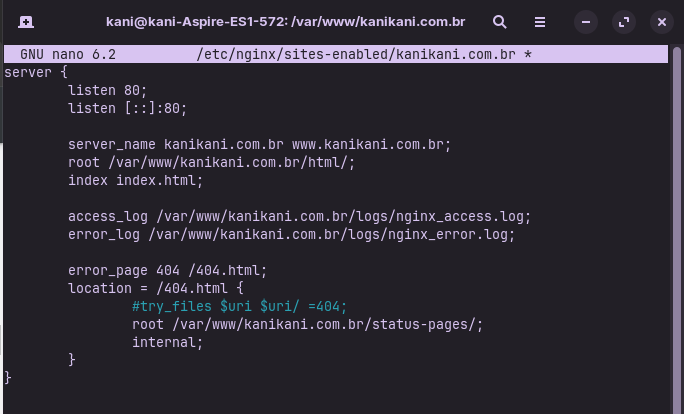 kani@kani-Aspire-ES1-572: /var/www/kanikani.com.br
GNU nano 6.2 /etc/nginx/sites-enabled/kanikani.com.br *
server {
listen 80;
listen [::]:80;
server_name kanikani.com.br www.kanikani.com.br;
root /var/www/kanikani.com.br/html/;
index index.html;
access_log /var/www/kanikani.com.br/logs/nginx_access.log;
error_log /var/www/kanikani.com.br/logs/nginx_error.log;
error_page 404 /404.html;
location = /404.html {
#try_files $uri $uri/ =404;
root /var/www/kanikani.com.br/status-pages/;
internal;
}
}